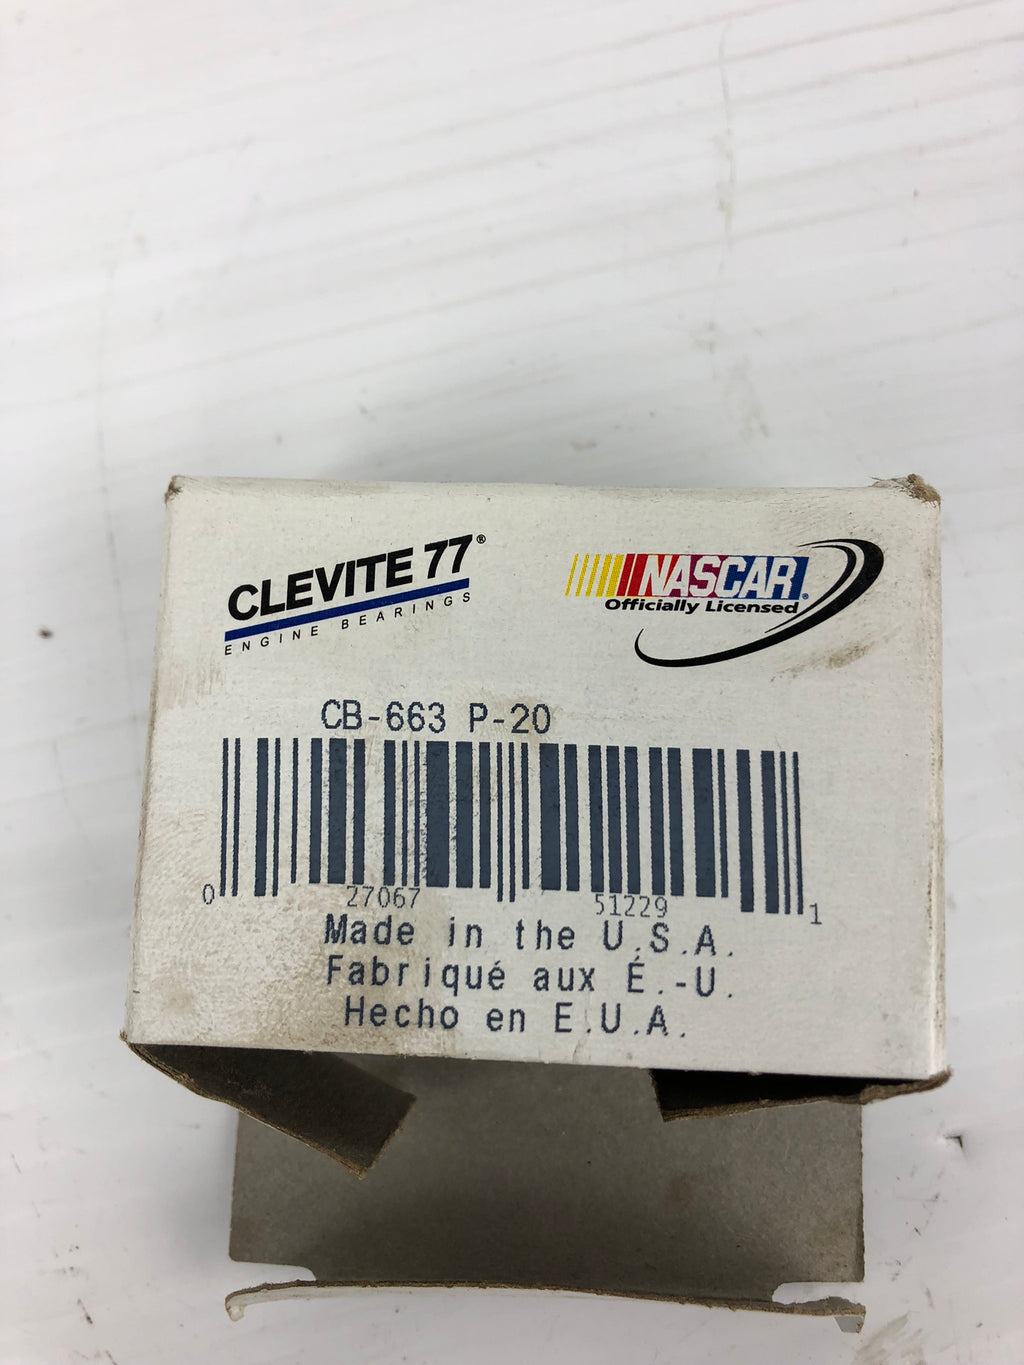 CLEVITE 77®
ENGINE BEARINGS
NASCAR®
Officially Licensed
CB-663 P-20
0 27067 51229 1
Made in the U.S.A.
Fabriqué aux É.-U.
Hecho en E.U.A.